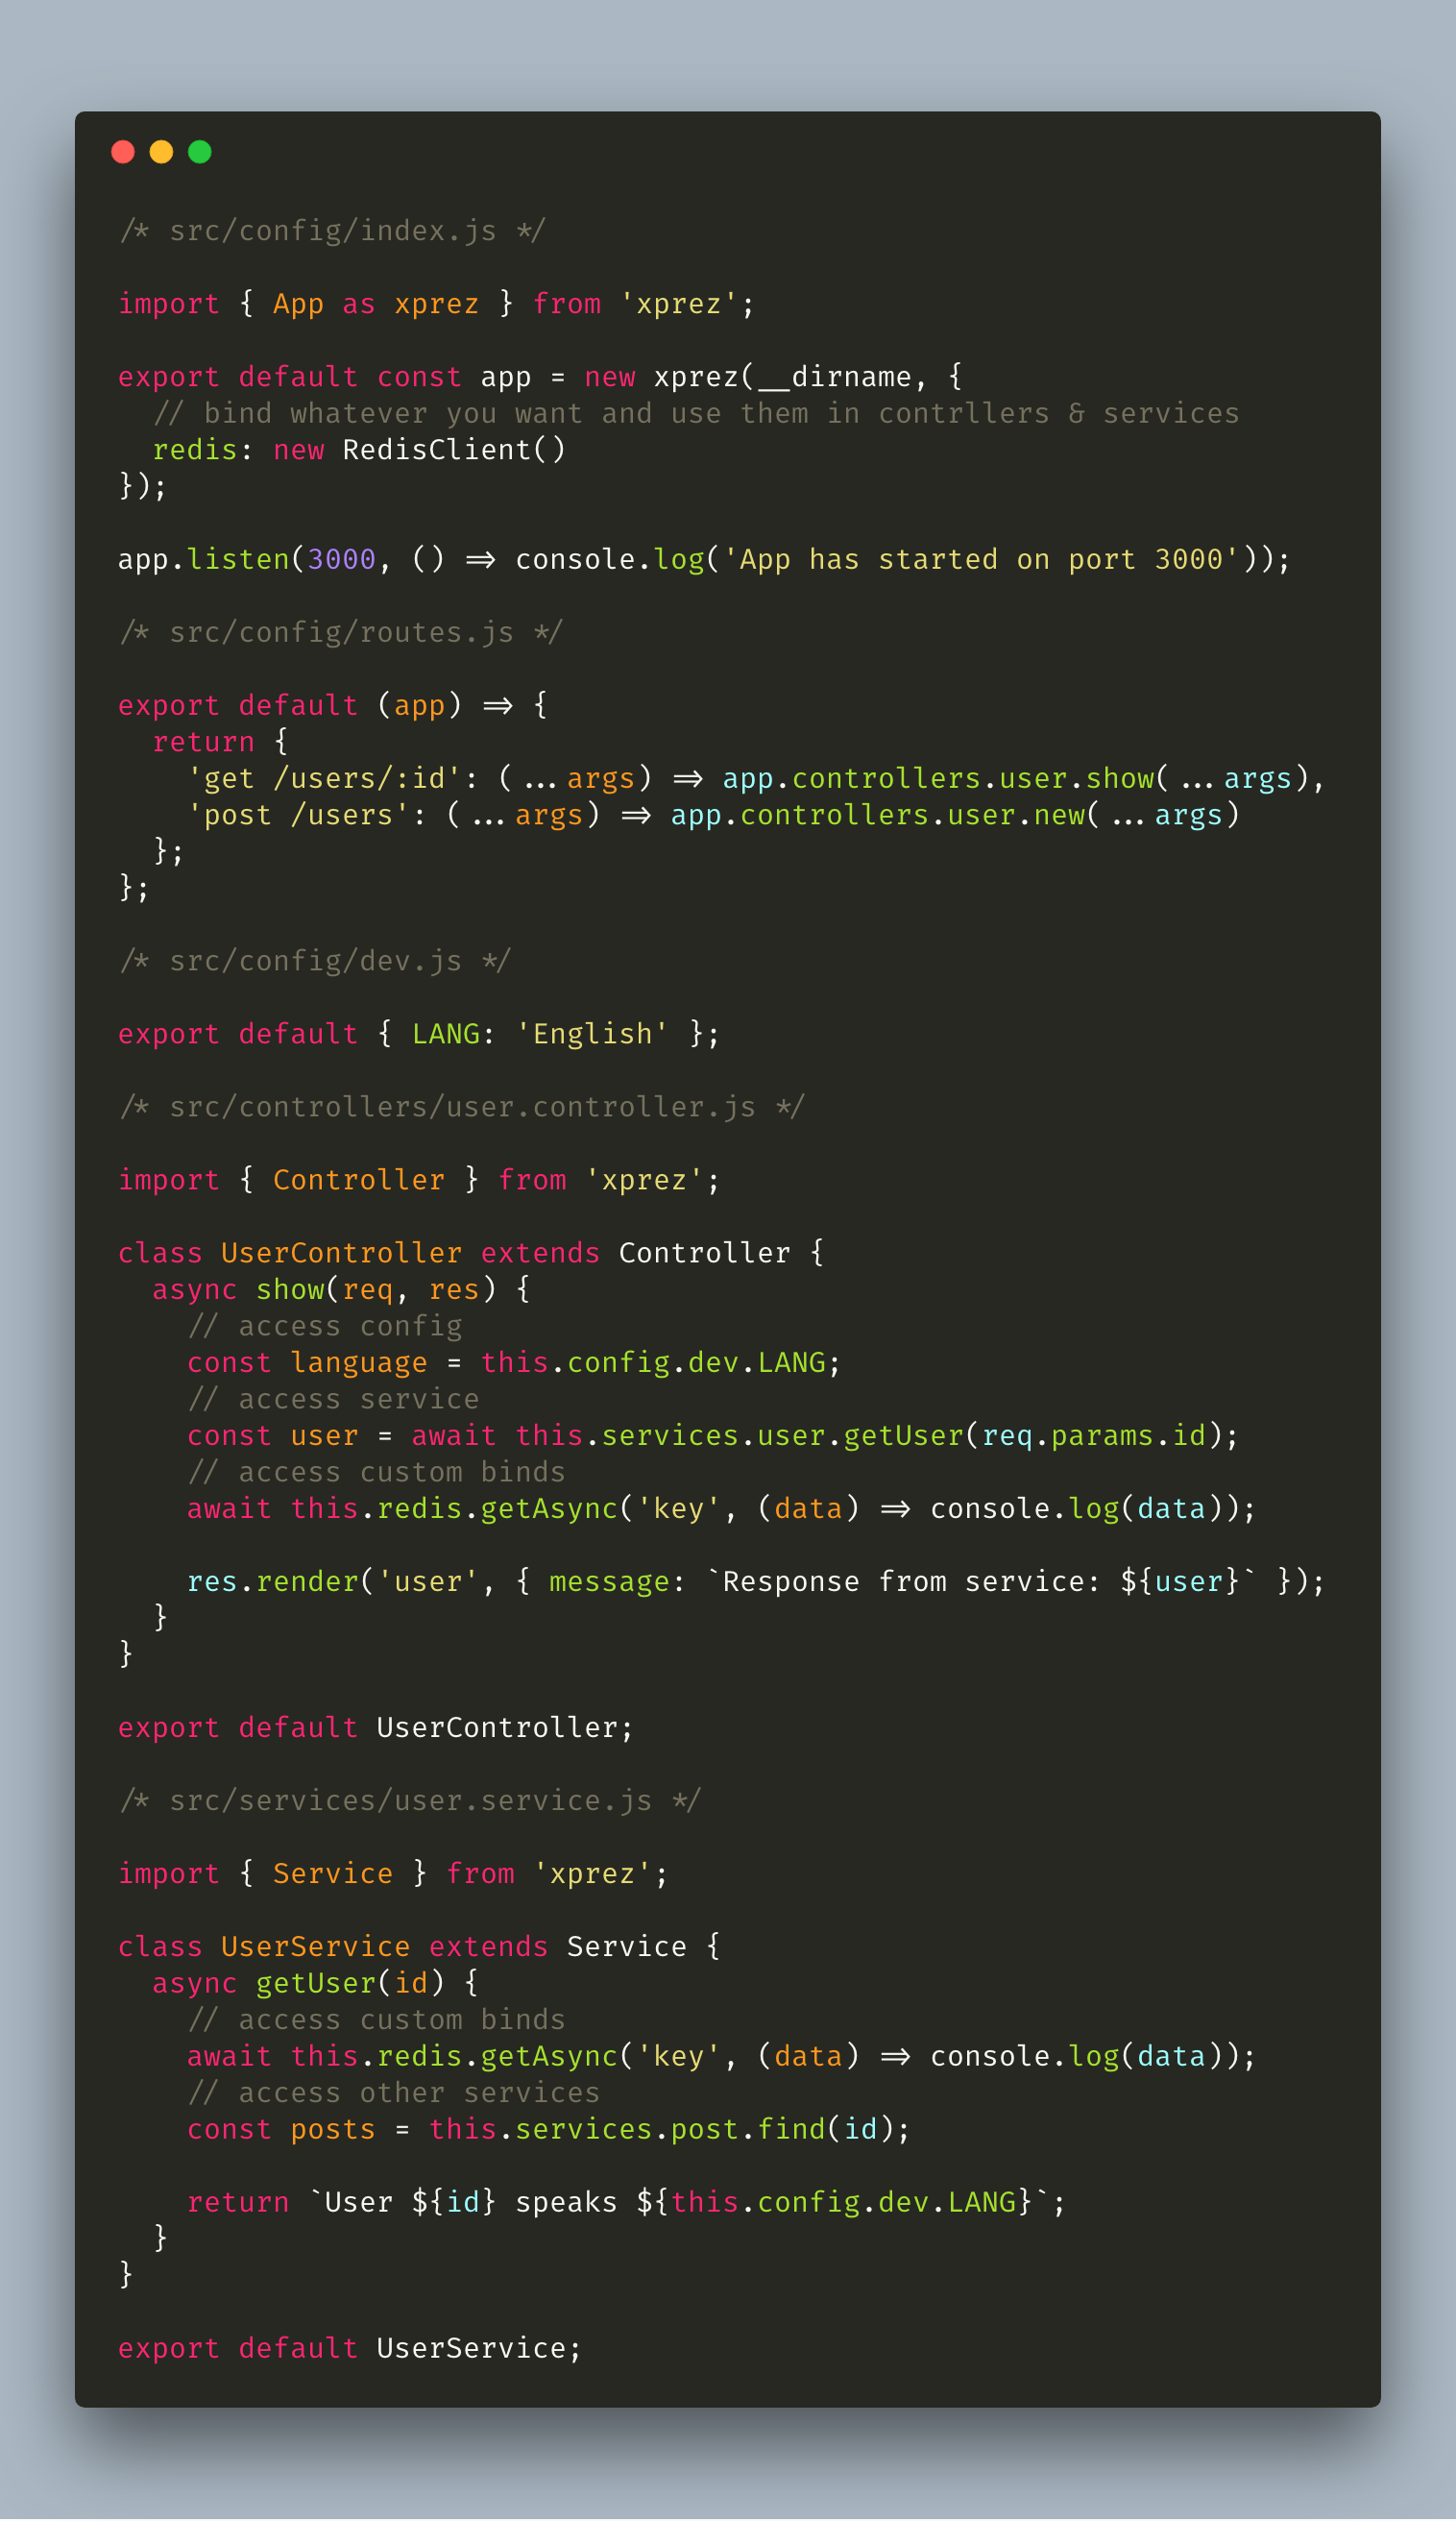 /* src/config/index.js */
import { App as xprez } from 'xprez';
export default const app = new xprez(__dirname, {
  // bind whatever you want and use them in contrllers & services
  redis: new RedisClient()
});
app.listen(3000, () => console.log('App has started on port 3000'));
/* src/config/routes.js */
export default (app) => {
  return {
    'get /users/:id': (...args) => app.controllers.user.show(...args),
    'post /users': (...args) => app.controllers.user.new(...args)
  };
};
/* src/config/dev.js */
export default { LANG: 'English' };
/* src/controllers/user.controller.js */
import { Controller } from 'xprez';
class UserController extends Controller {
  async show(req, res) {
    // access config
    const language = this.config.dev.LANG;
    // access service
    const user = await this.services.user.getUser(req.params.id);
    // access custom binds
    await this.redis.getAsync('key', (data) => console.log(data));
    res.render('user', { message: `Response from service: ${user}` });
  }
}
export default UserController;
/* src/services/user.service.js */
import { Service } from 'xprez';
class UserService extends Service {
  async getUser(id) {
    // access custom binds
    await this.redis.getAsync('key', (data) => console.log(data));
    // access other services
    const posts = this.services.post.find(id);
    return `User ${id} speaks ${this.config.dev.LANG}`;
  }
}
export default UserService;